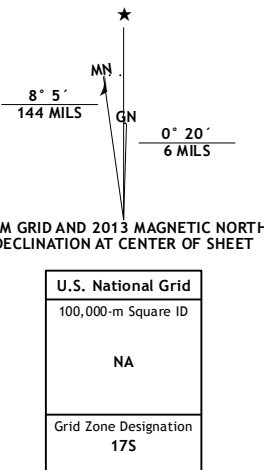 MN
8° 5´
144 MILS
GN
0° 20´
6 MILS
M GRID AND 2013 MAGNETIC NORTH
DECLINATION AT CENTER OF SHEET
U.S. National Grid
100,000-m Square ID
NA
Grid Zone Designation
17S